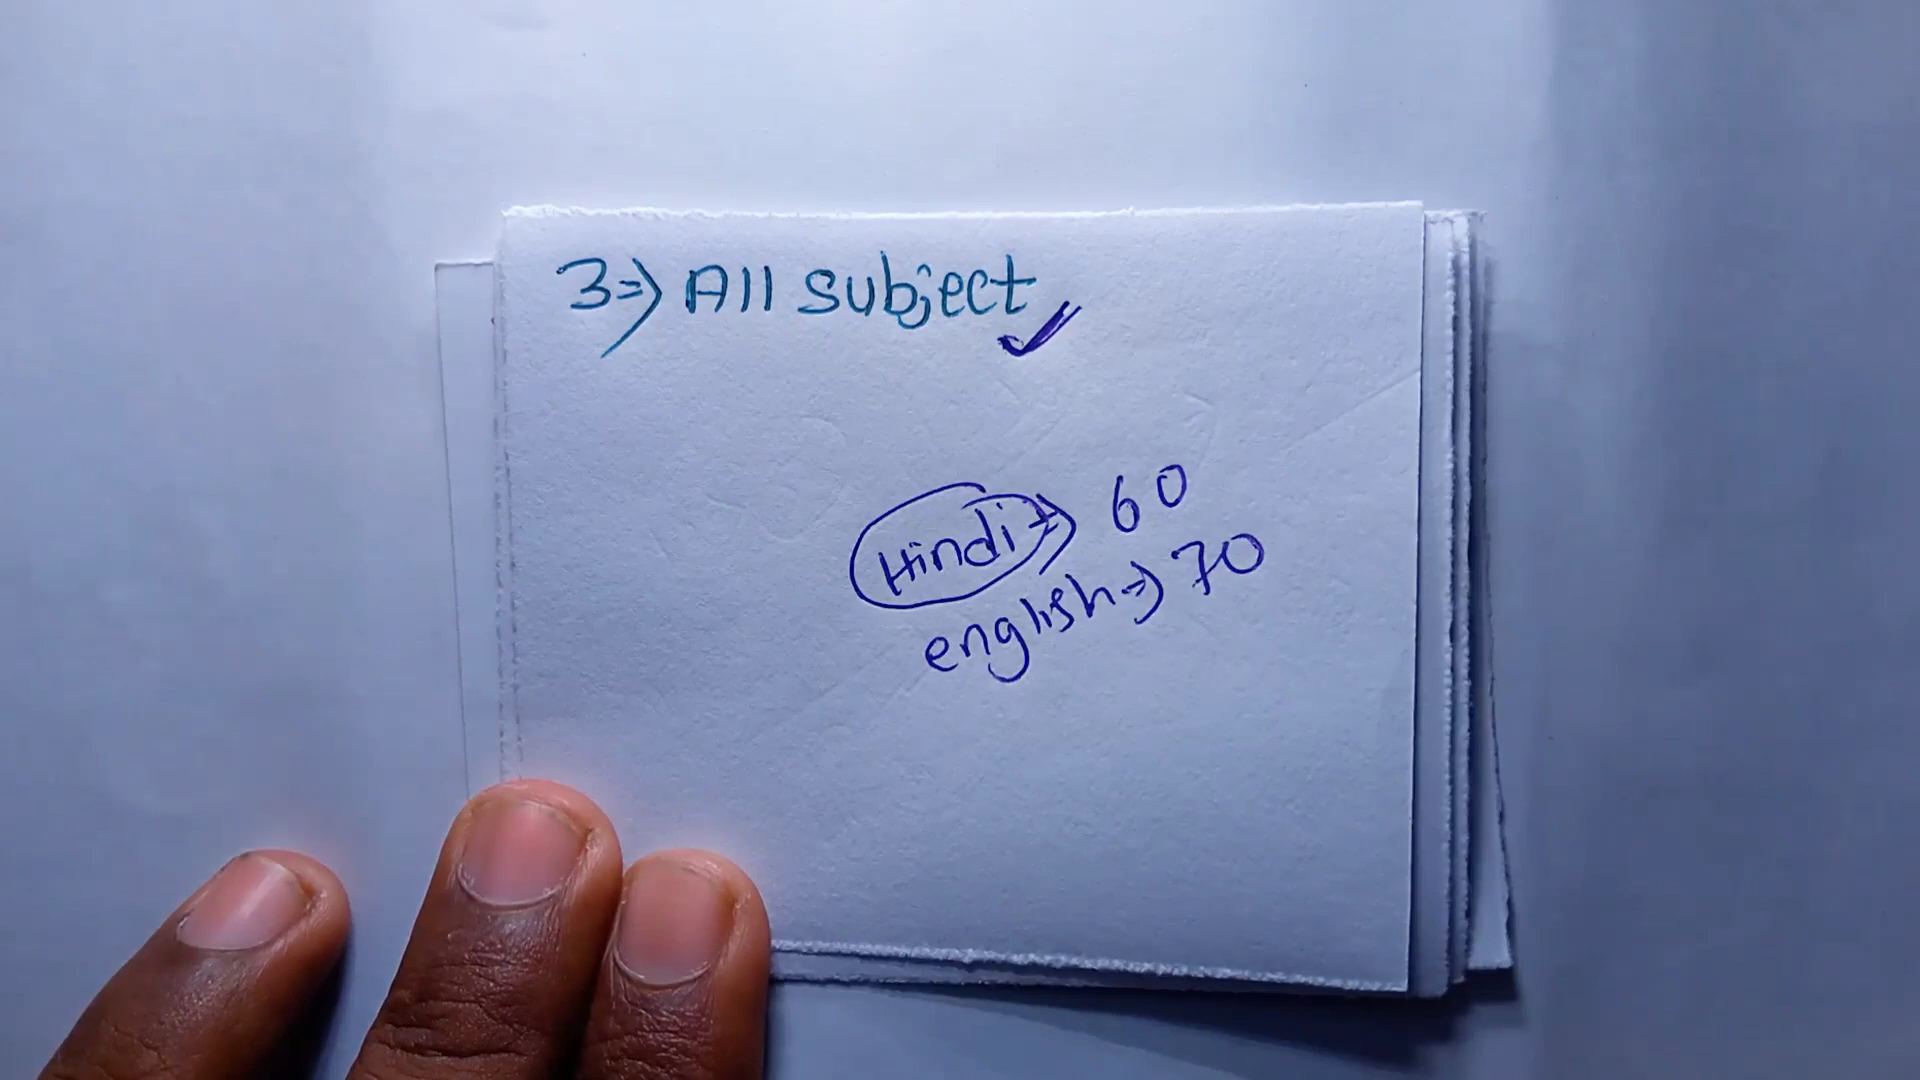 3=> All subject
Hindi => 60
english => 70